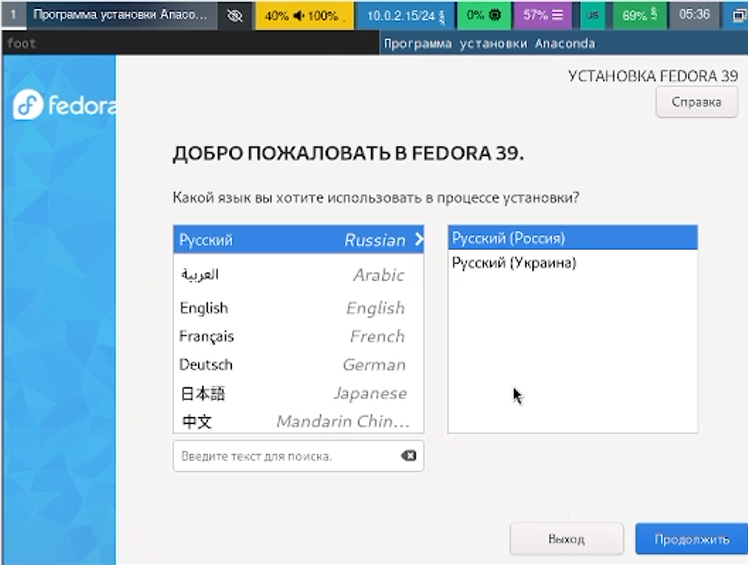 1 Программа установки Anaco... 40% 100% 10.0.2.15/24 0% 57% us 69% 05:36
foot Программа установки Anaconda
УСТАНОВКА FEDORA 39
fedora
Справка
ДОБРО ПОЖАЛОВАТЬ В FEDORA 39.
Какой язык вы хотите использовать в процессе установки?
Русский Russian Русский (Россия)
العربية Arabic Русский (Украина)
English English
Français French
Deutsch German
日本語 Japanese
中文 Mandarin Chin...
Введите текст для поиска.
Выход Продолжить